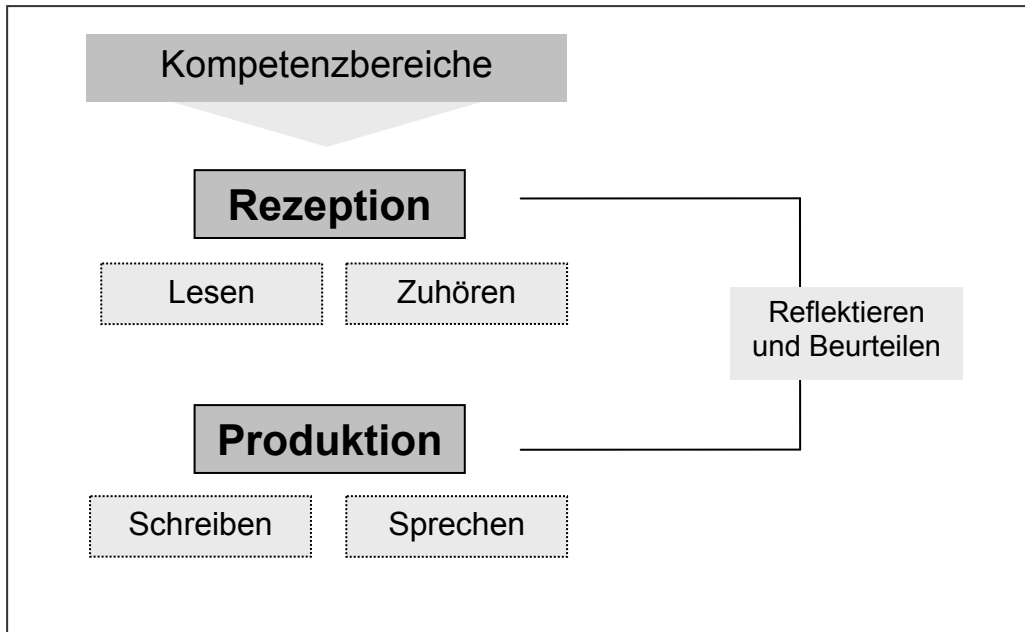 Kompetenzbereiche
Rezeption
Lesen
Zuhören
Reflektieren
und Beurteilen
Produktion
Schreiben
Sprechen